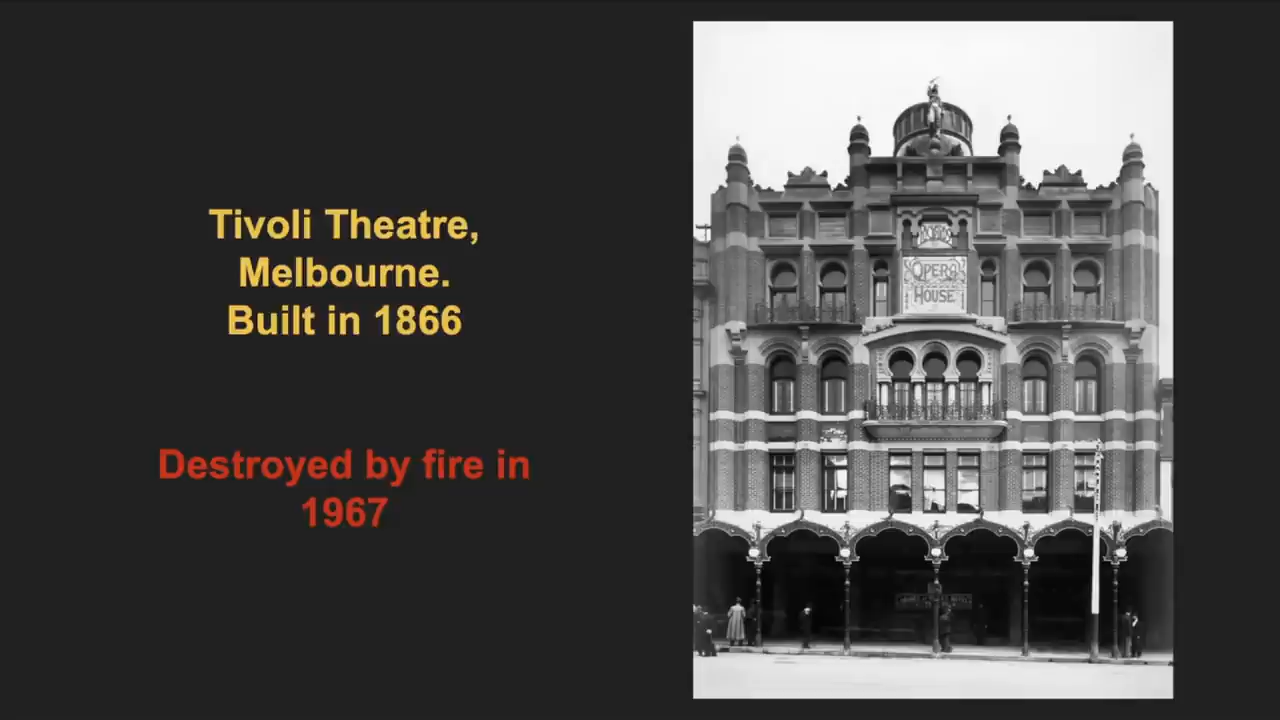 Tivoli Theatre,
Melbourne.
Built in 1866
Destroyed by fire in
1967
OPERA
HOUSE